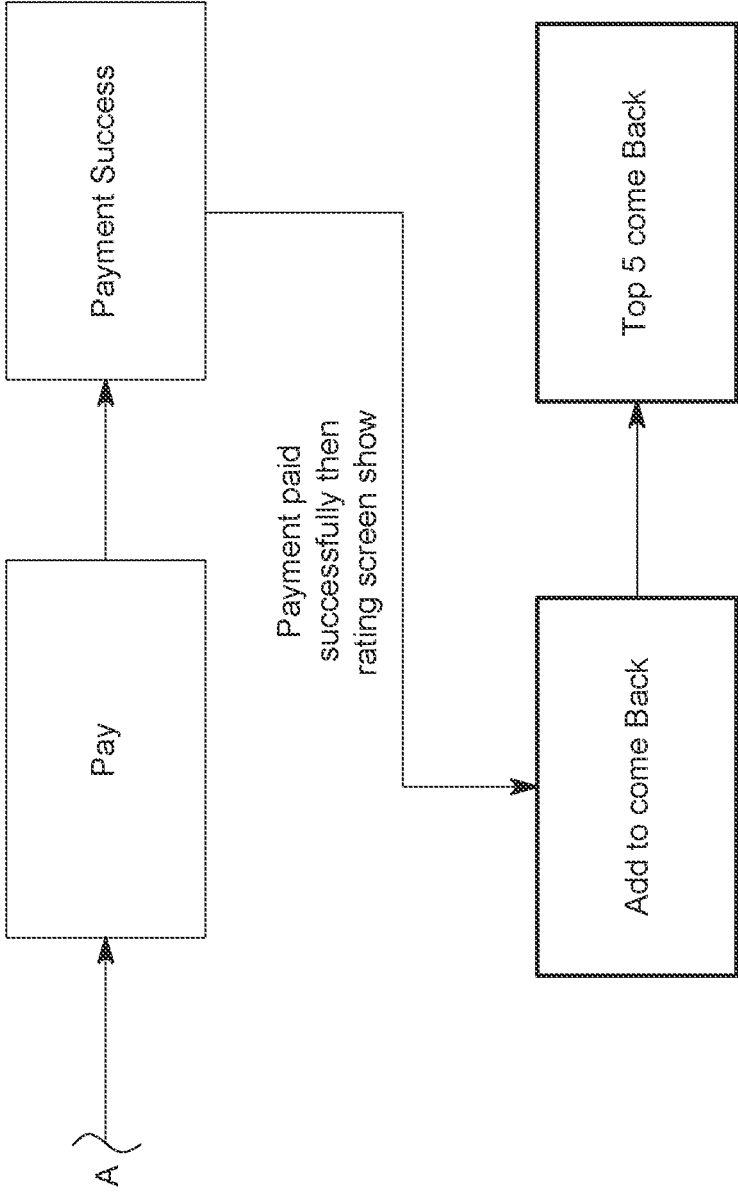 A
Pay
Payment Success
Payment paid
successfully then
rating screen show
Add to come Back
Top 5 come Back